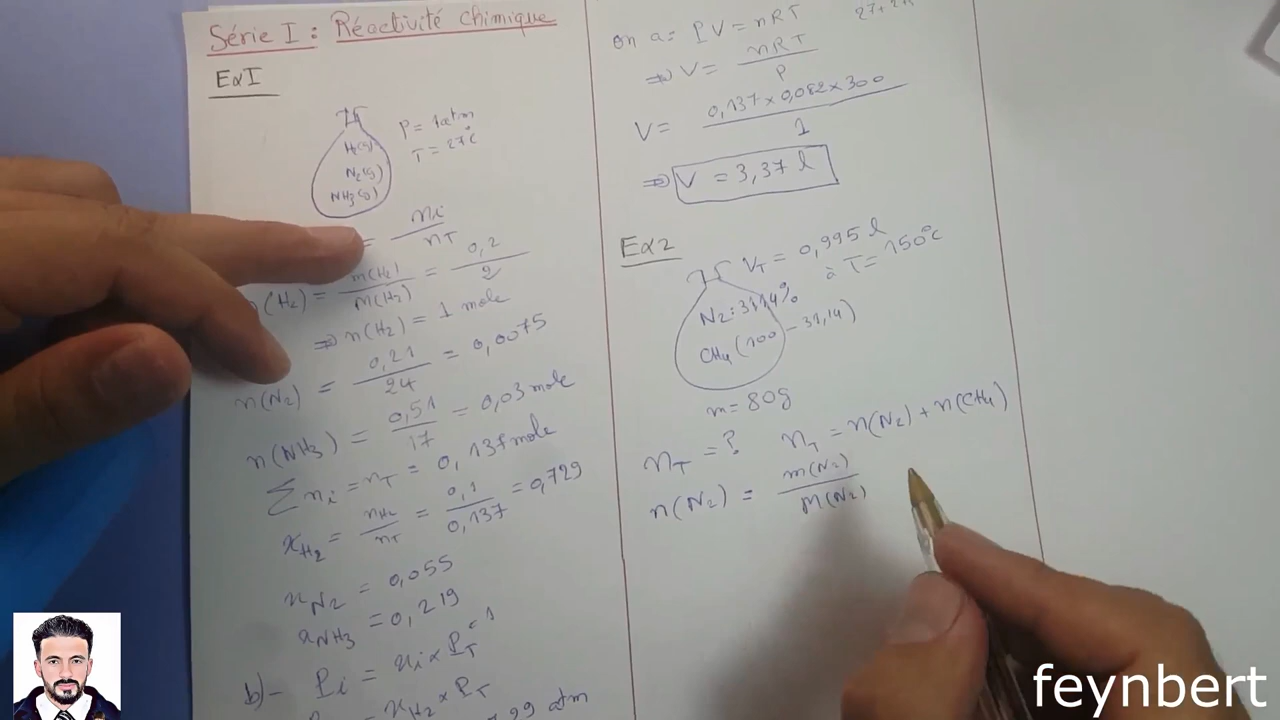 Série I : Réactivité chimique
Ex I
P = 1atm
T = 27°C
H2(g)
N2(g)
NH3(g)
= ni / nT
(H2) = m(H2) / M(H2) = 0,2 / 2
=> n(H2) = 1 mole
n(N2) = 0,21 / 24 = 0,0075
n(NH3) = 0,51 / 17 = 0,03 mole
∑ ni = nT = 0,137 mole
xH2 = nH2 / nT = 0,1 / 0,137 = 0,729
xN2 = 0,055
xNH3 = 0,219
b)- Pi = xi × PT
= xH2 × PT
atm
on a: PV = nRT
=> V = nRT / P
V = 0,137 × 0,082 × 300 / 1
=> V = 3,37 l
Ex 2
VT = 0,995 l
à T = 150°C
N2 : 31,14%
CH4 (100 - 31,14)
m = 80g
nT = ? nT = n(N2) + n(CH4)
n(N2) = m(N2) / M(N2)
feynbert